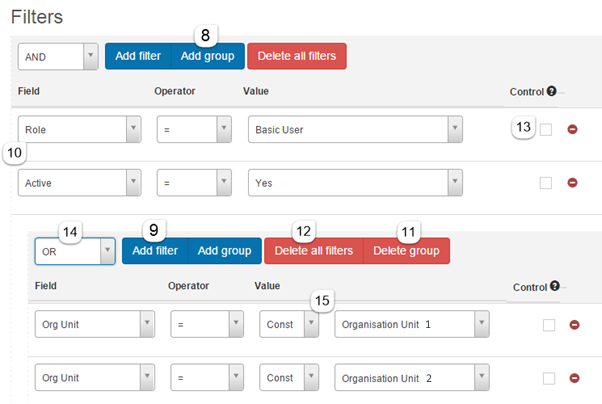 Filters
8
AND Add filter Add group Delete all filters
Field Operator Value Control ?
Role = Basic User 13
10
Active = Yes
14 9 12 11
OR Add filter Add group Delete all filters Delete group
Field Operator Value Control ?
15
Org Unit = Const Organisation Unit 1
Org Unit = Const Organisation Unit 2